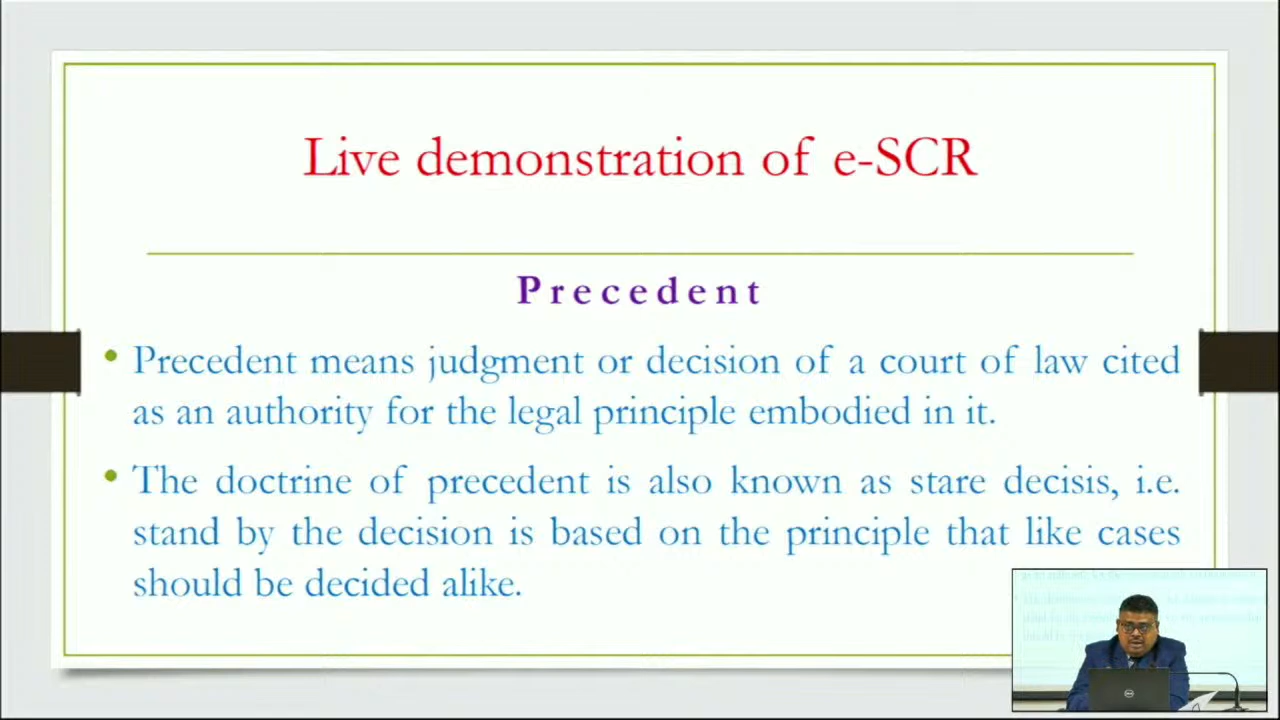 Live demonstration of e-SCR
Precedent
• Precedent means judgment or decision of a court of law cited
as an authority for the legal principle embodied in it.
• The doctrine of precedent is also known as stare decisis, i.e.
stand by the decision is based on the principle that like cases
should be decided alike.